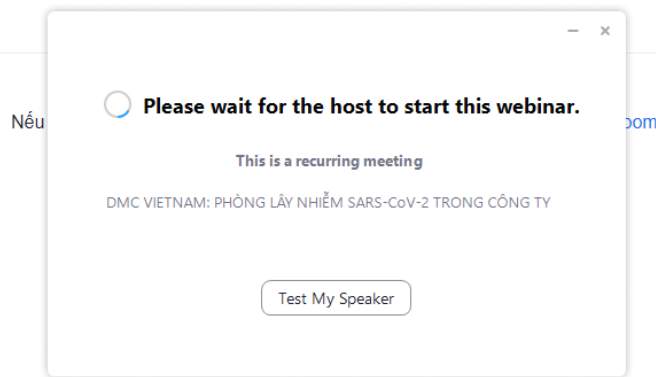 Please wait for the host to start this webinar.
Nếu
oom
This is a recurring meeting
DMC VIETNAM: PHÒNG LÂY NHIỄM SARS-CoV-2 TRONG CÔNG TY
Test My Speaker